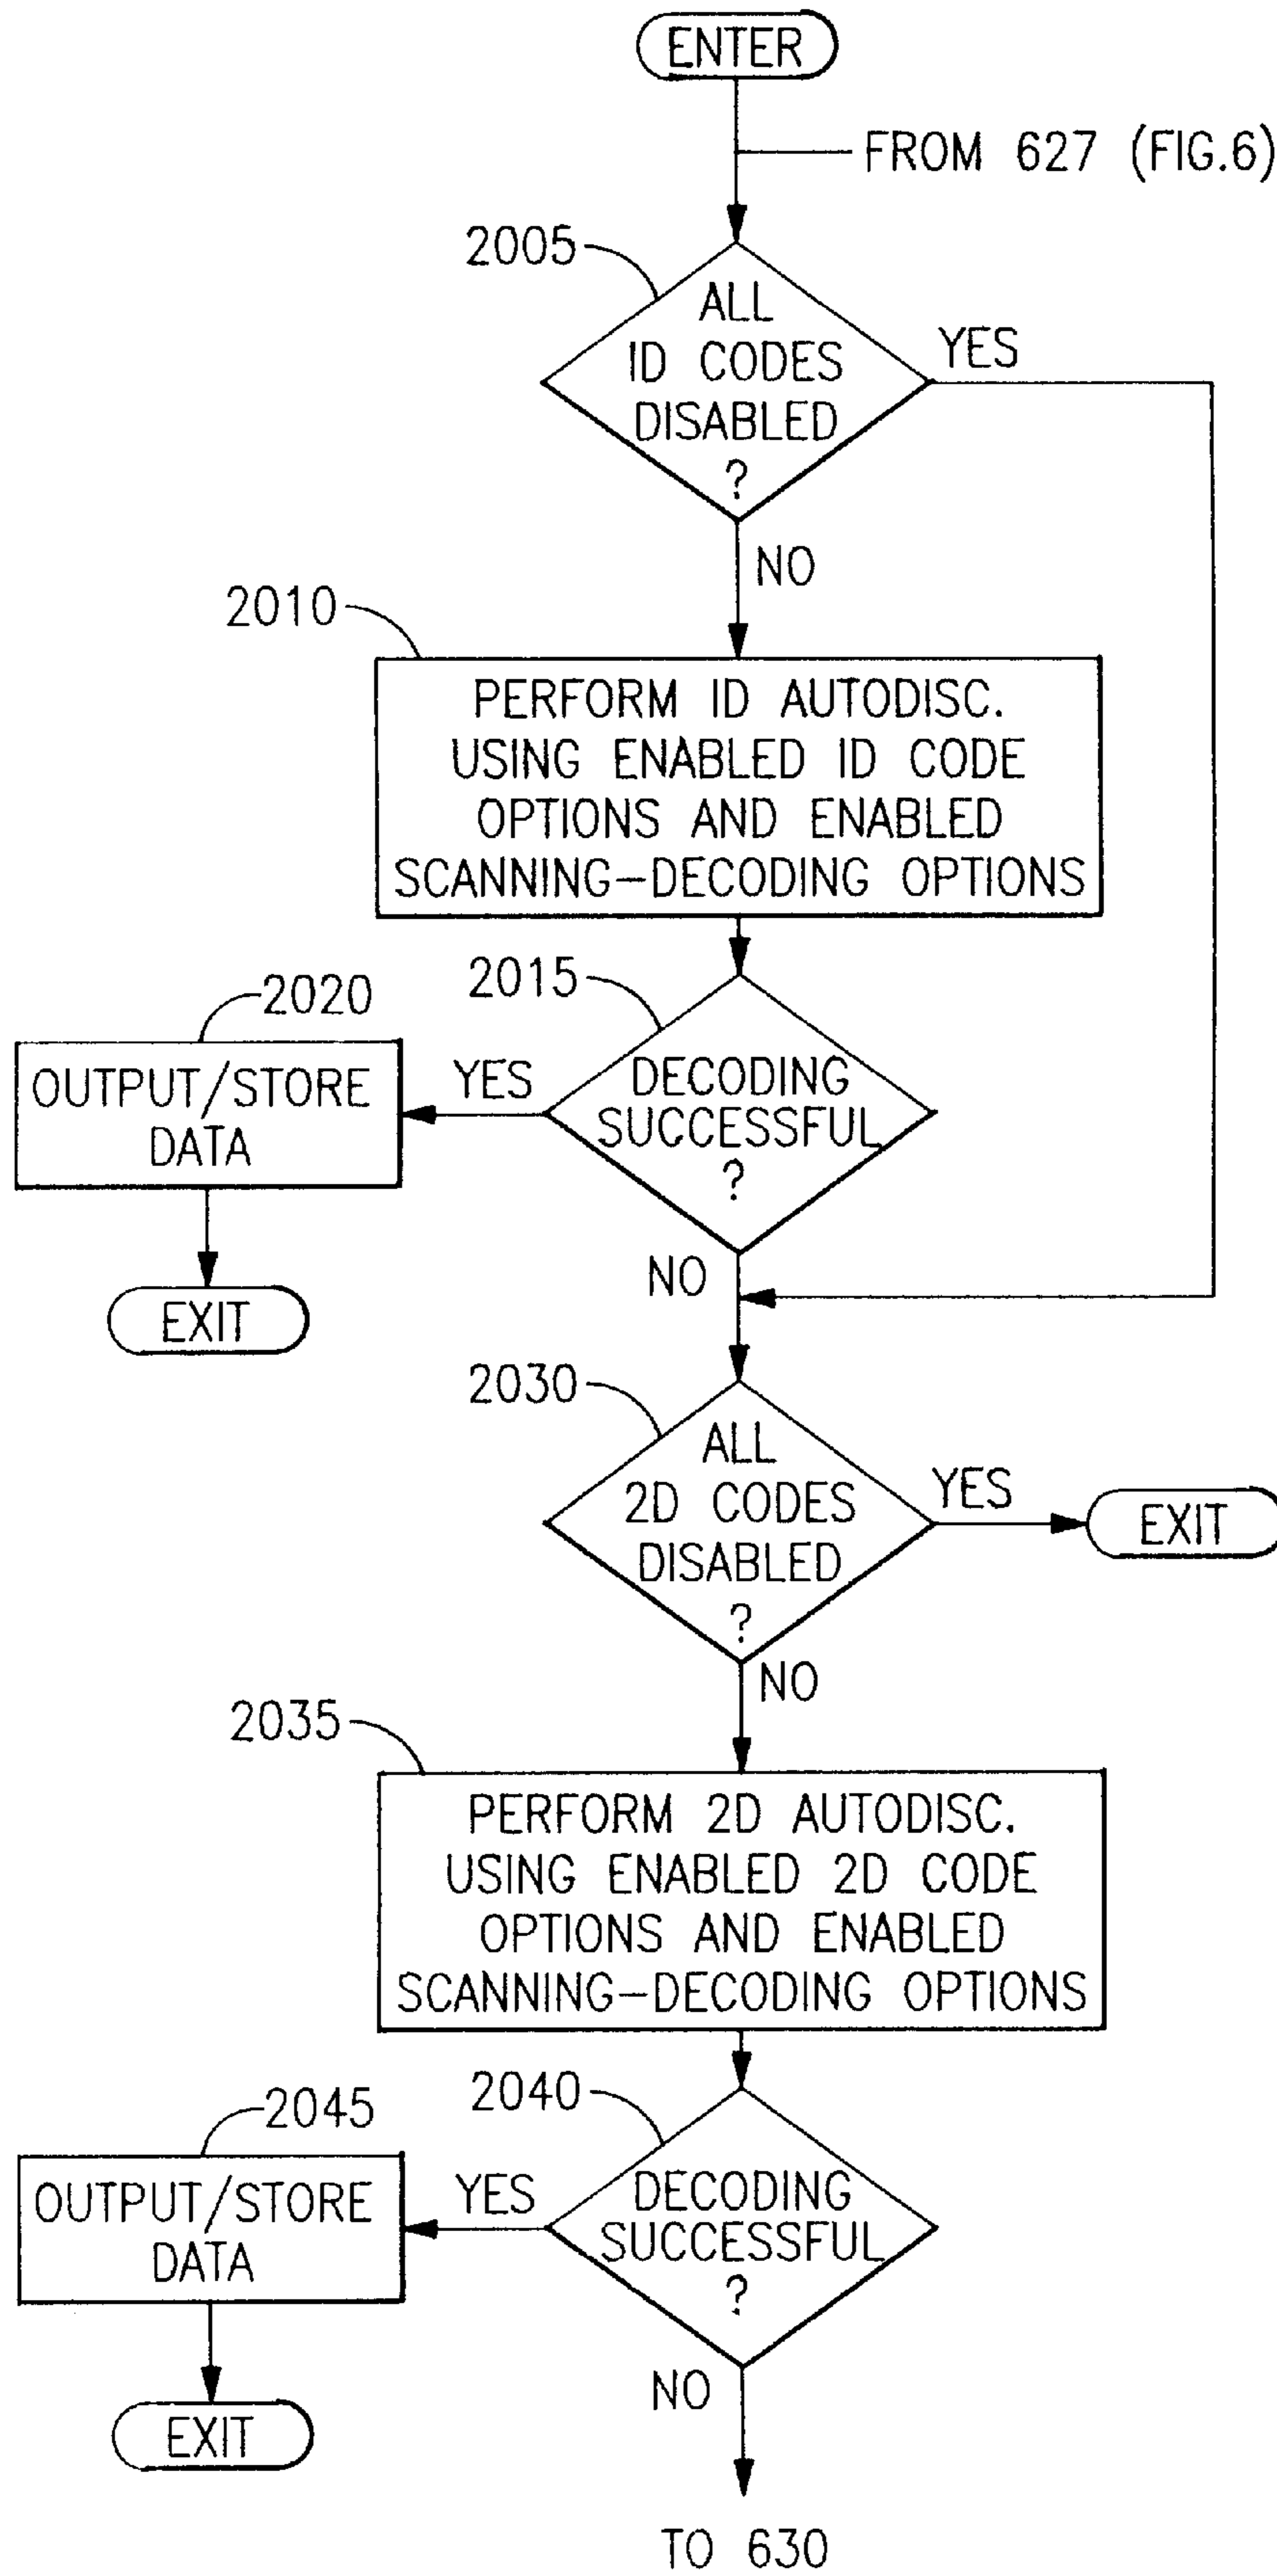 ENTER
FROM 627 (FIG.6)
2005
ALL
ID CODES
DISABLED
?
YES
NO
2010
PERFORM ID AUTODISC.
USING ENABLED ID CODE
OPTIONS AND ENABLED
SCANNING-DECODING OPTIONS
2015
DECODING
SUCCESSFUL
?
YES
2020
OUTPUT/STORE
DATA
EXIT
NO
2030
ALL
2D CODES
DISABLED
?
YES
EXIT
NO
2035
PERFORM 2D AUTODISC.
USING ENABLED 2D CODE
OPTIONS AND ENABLED
SCANNING-DECODING OPTIONS
2040
DECODING
SUCCESSFUL
?
YES
2045
OUTPUT/STORE
DATA
EXIT
NO
TO 630